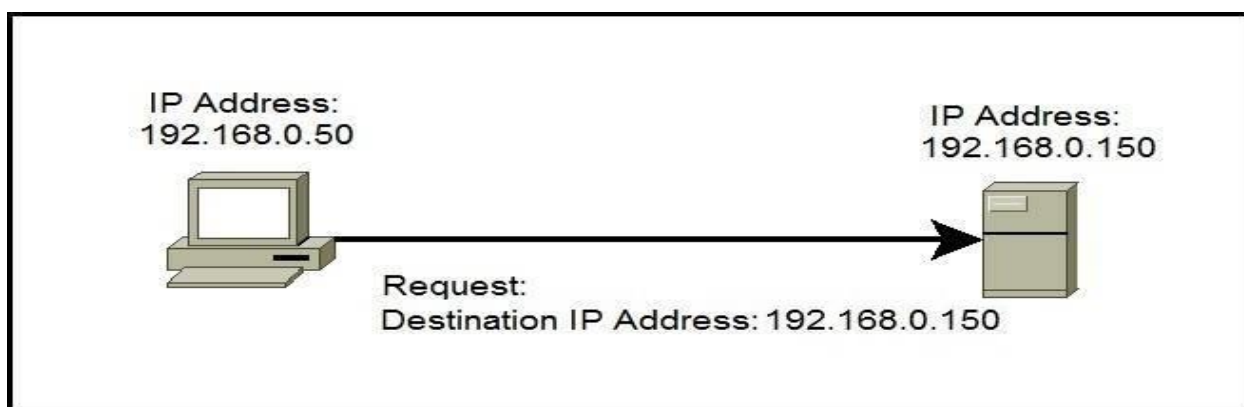 IP Address:
192.168.0.50
IP Address:
192.168.0.150
Request:
Destination IP Address: 192.168.0.150